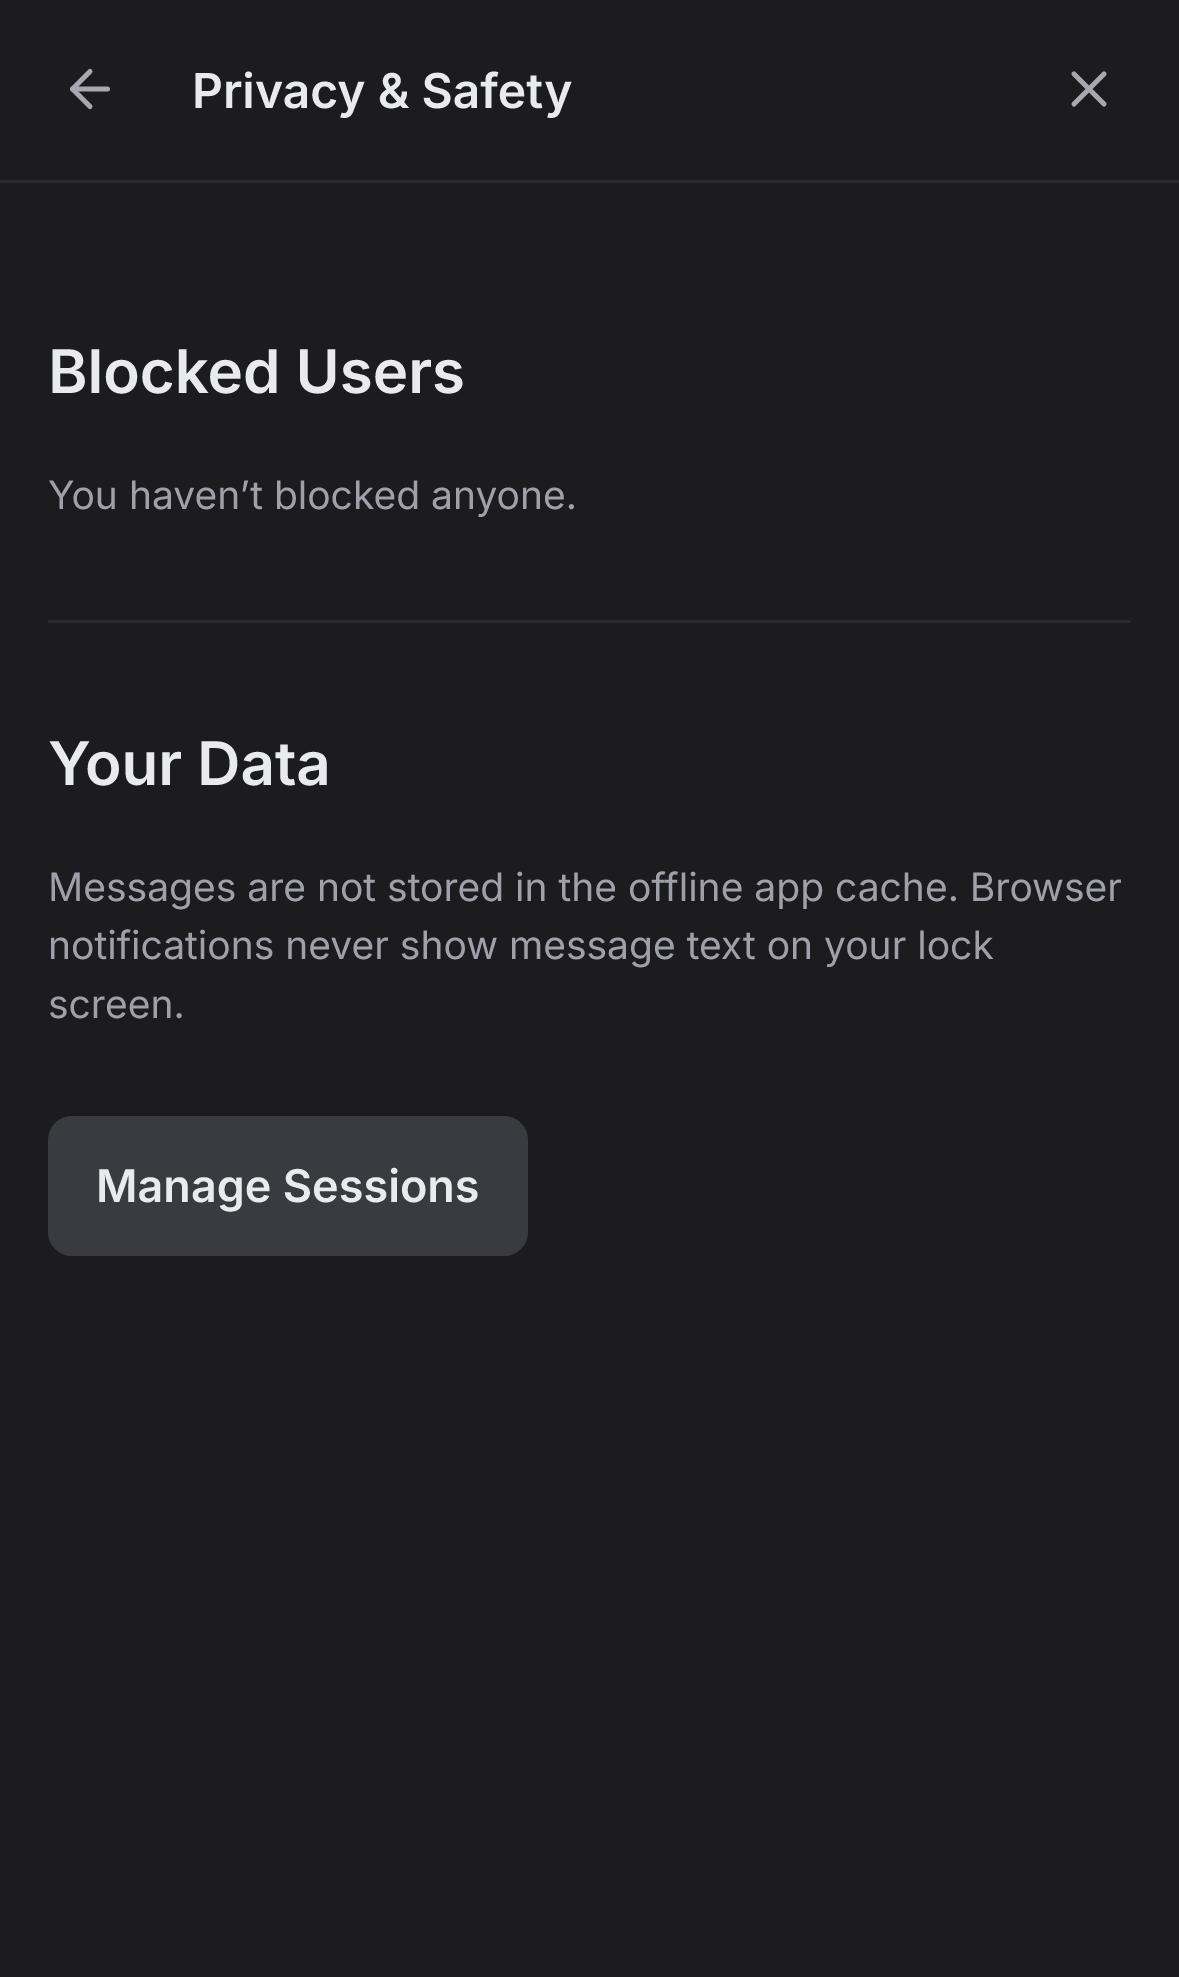 Privacy & Safety
Blocked Users
You haven’t blocked anyone.
Your Data
Messages are not stored in the offline app cache. Browser
notifications never show message text on your lock
screen.
Manage Sessions